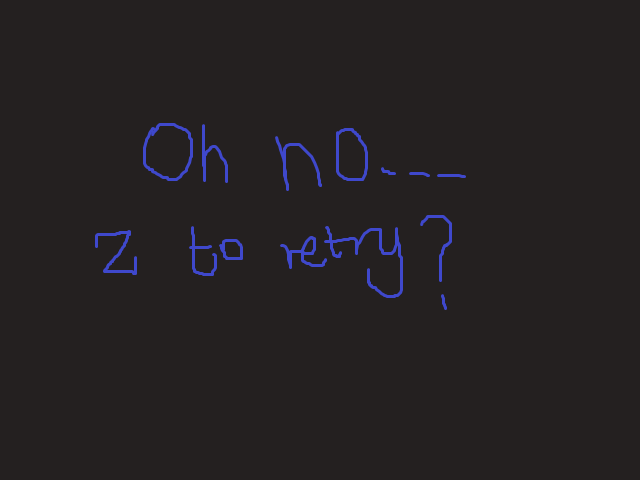 Oh no---
Z to retry?